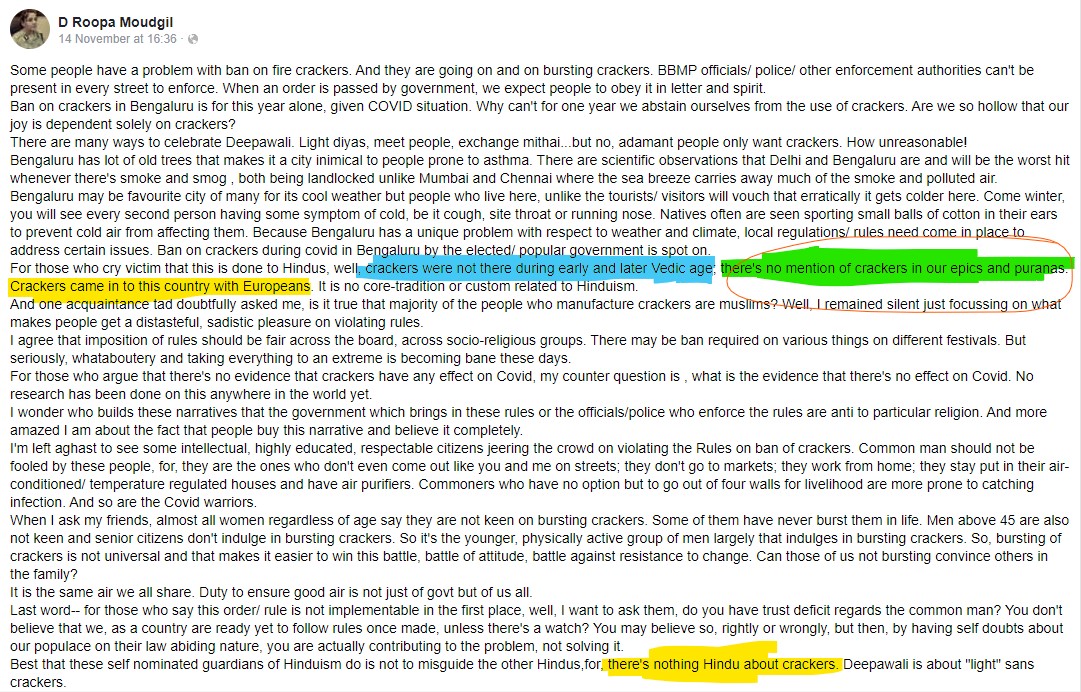 D Roopa Moudgil
14 November at 16:36 ·
Some people have a problem with ban on fire crackers. And they are going on and on bursting crackers. BBMP officials/ police/ other enforcement authorities can't be
present in every street to enforce. When an order is passed by government, we expect people to obey it in letter and spirit.
Ban on crackers in Bengaluru is for this year alone, given COVID situation. Why can't for one year we abstain ourselves from the use of crackers. Are we so hollow that our
joy is dependent solely on crackers?
There are many ways to celebrate Deepawali. Light diyas, meet people, exchange mithai...but no, adamant people only want crackers. How unreasonable!
Bengaluru has lot of old trees that makes it a city inimical to people prone to asthma. There are scientific observations that Delhi and Bengaluru are and will be the worst hit
whenever there's smoke and smog , both being landlocked unlike Mumbai and Chennai where the sea breeze carries away much of the smoke and polluted air.
Bengaluru may be favourite city of many for its cool weather but people who live here, unlike the tourists/ visitors will vouch that erratically it gets colder here. Come winter,
you will see every second person having some symptom of cold, be it cough, site throat or running nose. Natives often are seen sporting small balls of cotton in their ears
to prevent cold air from affecting them. Because Bengaluru has a unique problem with respect to weather and climate, local regulations/ rules need come in place to
address certain issues. Ban on crackers during covid in Bengaluru by the elected/ popular government is spot on.
For those who cry victim that this is done to Hindus, well, crackers were not there during early and later Vedic age; there's no mention of crackers in our epics and puranas.
Crackers came in to this country with Europeans. It is no core-tradition or custom related to Hinduism.
And one acquaintance tad doubtfully asked me, is it true that majority of the people who manufacture crackers are muslims? Well, I remained silent just focussing on what
makes people get a distasteful, sadistic pleasure on violating rules.
I agree that imposition of rules should be fair across the board, across socio-religious groups. There may be ban required on various things on different festivals. But
seriously, whataboutery and taking everything to an extreme is becoming bane these days.
For those who argue that there's no evidence that crackers have any effect on Covid, my counter question is , what is the evidence that there's no effect on Covid. No
research has been done on this anywhere in the world yet.
I wonder who builds these narratives that the government which brings in these rules or the officials/police who enforce the rules are anti to particular religion. And more
amazed I am about the fact that people buy this narrative and believe it completely.
I'm left aghast to see some intellectual, highly educated, respectable citizens jeering the crowd on violating the Rules on ban of crackers. Common man should not be
fooled by these people, for, they are the ones who don't even come out like you and me on streets; they don't go to markets; they work from home; they stay put in their air-
conditioned/ temperature regulated houses and have air purifiers. Commoners who have no option but to go out of four walls for livelihood are more prone to catching
infection. And so are the Covid warriors.
When I ask my friends, almost all women regardless of age say they are not keen on bursting crackers. Some of them have never burst them in life. Men above 45 are also
not keen and senior citizens don't indulge in bursting crackers. So it's the younger, physically active group of men largely that indulges in bursting crackers. So, bursting of
crackers is not universal and that makes it easier to win this battle, battle of attitude, battle against resistance to change. Can those of us not bursting convince others in
the family?
It is the same air we all share. Duty to ensure good air is not just of govt but of us all.
Last word-- for those who say this order/ rule is not implementable in the first place, well, I want to ask them, do you have trust deficit regards the common man? You don't
believe that we, as a country are ready yet to follow rules once made, unless there's a watch? You may believe so, rightly or wrongly, but then, by having self doubts about
our populace on their law abiding nature, you are actually contributing to the problem, not solving it.
Best that these self nominated guardians of Hinduism do is not to misguide the other Hindus,for, there's nothing Hindu about crackers. Deepawali is about "light" sans
crackers.